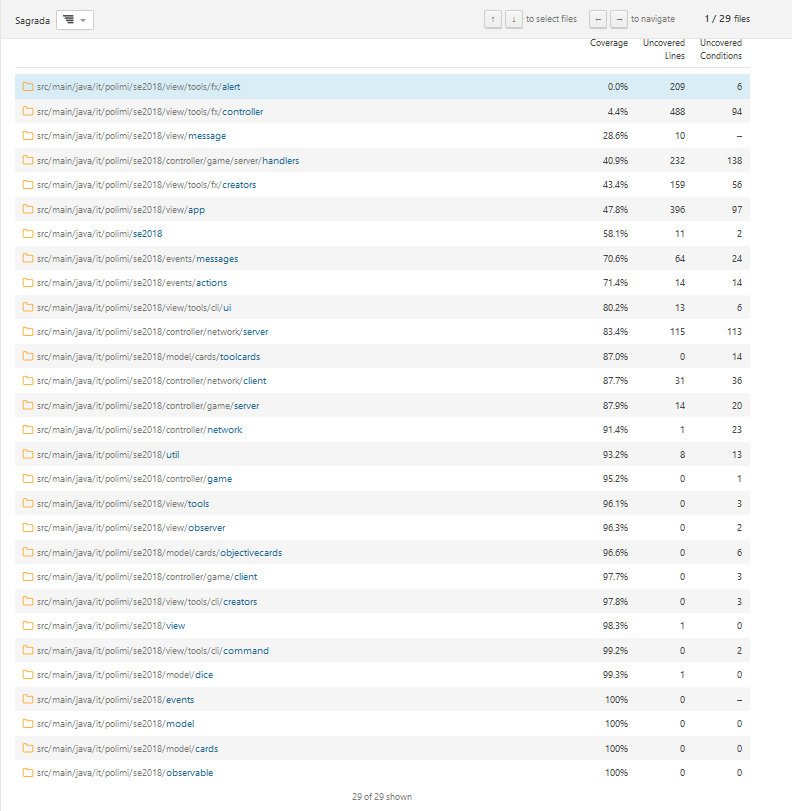 Sagrada ↑ ↓ to select files ← → to navigate 1 / 29 files
Coverage Uncovered Lines Uncovered Conditions
src/main/java/it/polimi/se2018/view/tools/fx/alert 0.0% 209 6
src/main/java/it/polimi/se2018/view/tools/fx/controller 4.4% 488 94
src/main/java/it/polimi/se2018/view/message 28.6% 10 –
src/main/java/it/polimi/se2018/controller/game/server/handlers 40.9% 232 138
src/main/java/it/polimi/se2018/view/tools/fx/creators 43.4% 159 56
src/main/java/it/polimi/se2018/view/app 47.8% 396 97
src/main/java/it/polimi/se2018 58.1% 11 2
src/main/java/it/polimi/se2018/events/messages 70.6% 64 24
src/main/java/it/polimi/se2018/events/actions 71.4% 14 14
src/main/java/it/polimi/se2018/view/tools/cli/ui 80.2% 13 6
src/main/java/it/polimi/se2018/controller/network/server 83.4% 115 113
src/main/java/it/polimi/se2018/model/cards/toolcards 87.0% 0 14
src/main/java/it/polimi/se2018/controller/network/client 87.7% 31 36
src/main/java/it/polimi/se2018/controller/game/server 87.9% 14 20
src/main/java/it/polimi/se2018/controller/network 91.4% 1 23
src/main/java/it/polimi/se2018/util 93.2% 8 13
src/main/java/it/polimi/se2018/controller/game 95.2% 0 1
src/main/java/it/polimi/se2018/view/tools 96.1% 0 3
src/main/java/it/polimi/se2018/view/observer 96.3% 0 2
src/main/java/it/polimi/se2018/model/cards/objectivecards 96.6% 0 6
src/main/java/it/polimi/se2018/controller/game/client 97.7% 0 3
src/main/java/it/polimi/se2018/view/tools/cli/creators 97.8% 0 3
src/main/java/it/polimi/se2018/view 98.3% 1 0
src/main/java/it/polimi/se2018/view/tools/cli/command 99.2% 0 2
src/main/java/it/polimi/se2018/model/dice 99.3% 1 0
src/main/java/it/polimi/se2018/events 100% 0 –
src/main/java/it/polimi/se2018/model 100% 0 0
src/main/java/it/polimi/se2018/model/cards 100% 0 0
src/main/java/it/polimi/se2018/observable 100% 0 0
29 of 29 shown